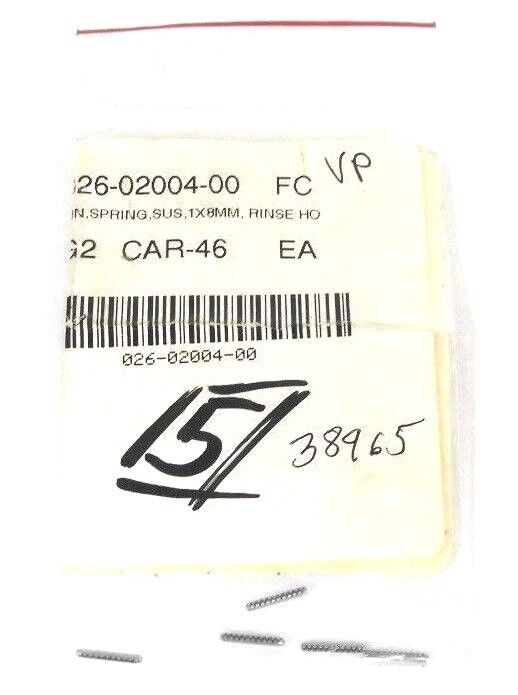 026-02004-00 FC VP
IN,SPRING,SUS,1X8MM, RINSE HO
G2 CAR-46 EA
026-02004-00
15/
38965